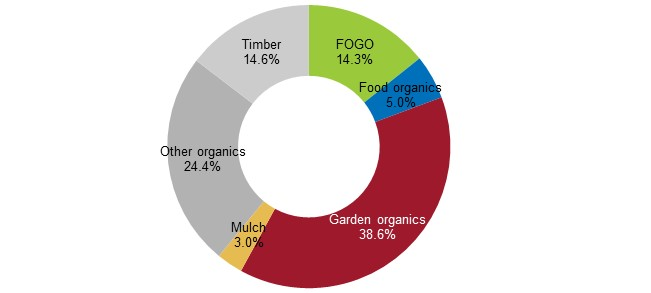 Timber
14.6%
FOGO
14.3%
Food organics
5.0%
Other organics
24.4%
Garden organics
38.6%
Mulch
3.0%